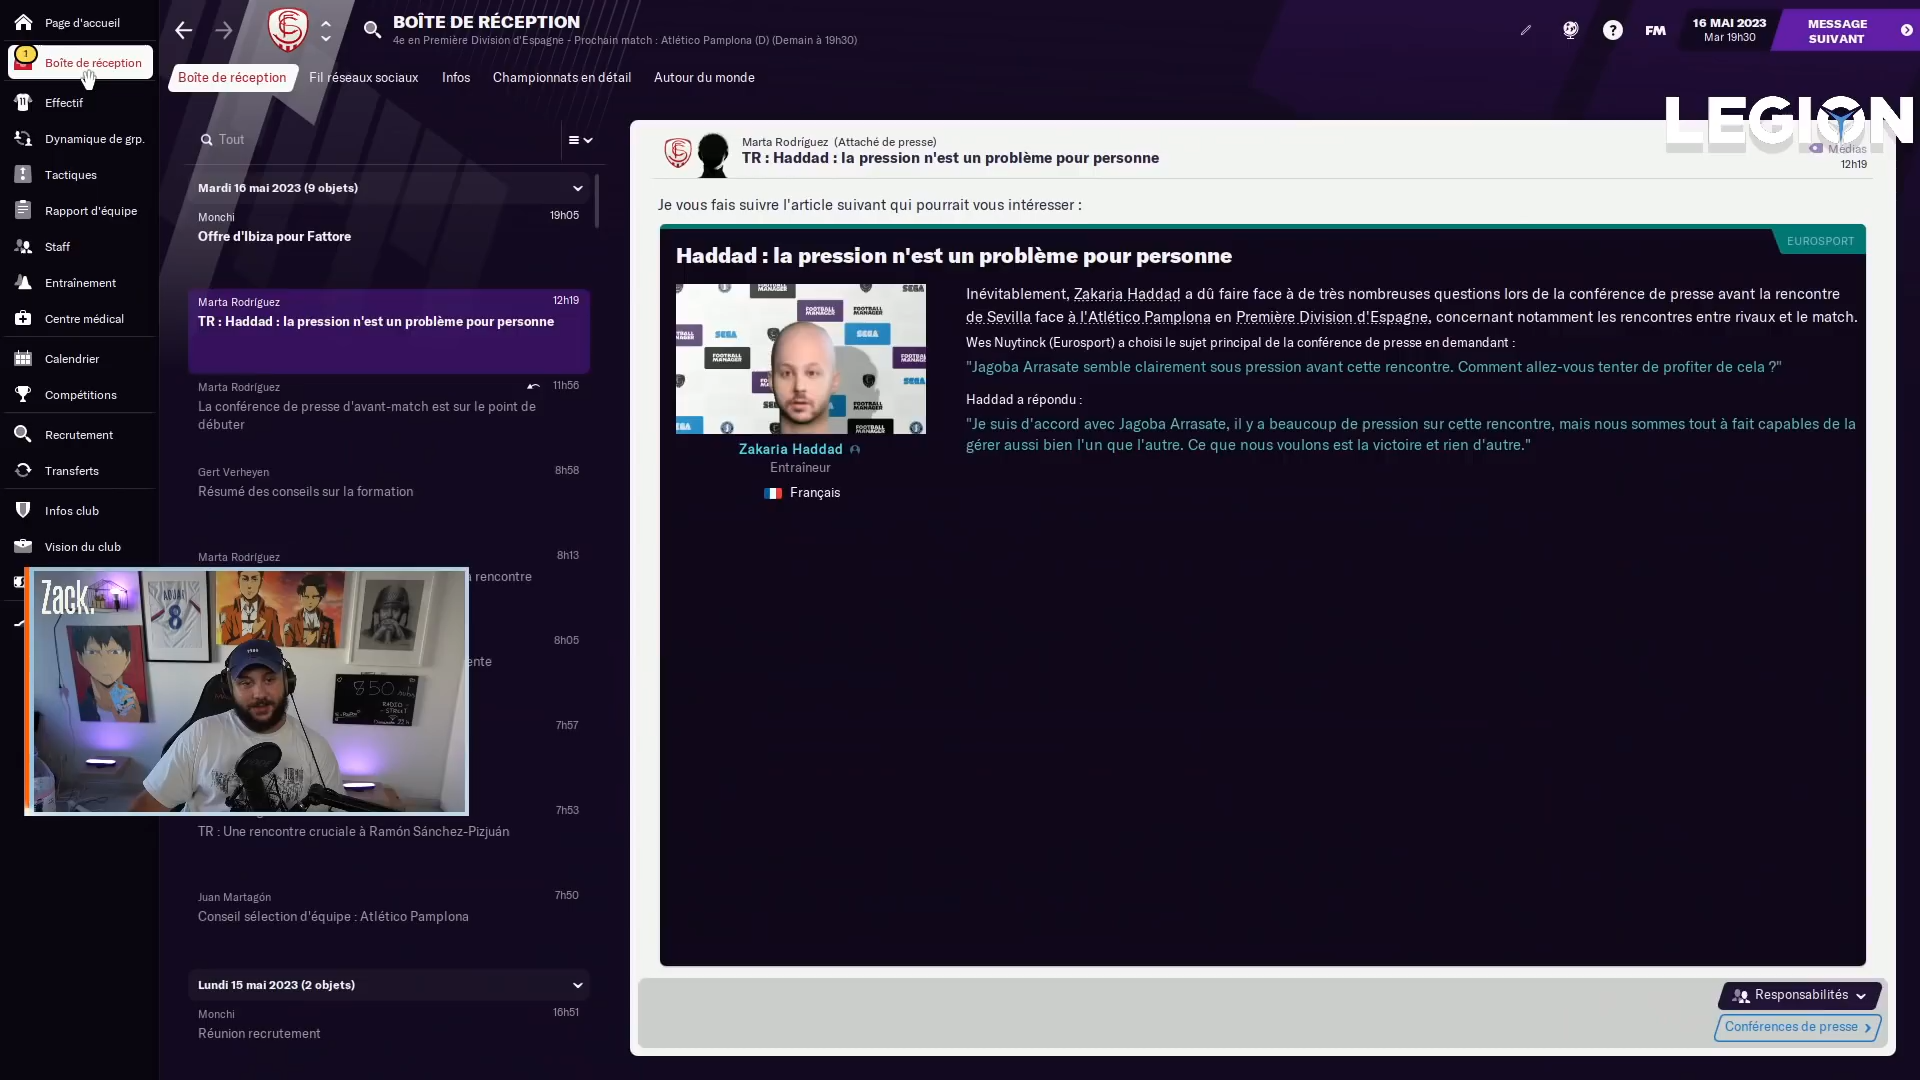 Page d'accueil
1
Boîte de réception
Effectif
Dynamique de grp.
Tactiques
Rapport d'équipe
Staff
Entraînement
Centre médical
Calendrier
Compétitions
Recrutement
Transferts
Infos club
Vision du club
BOÎTE DE RÉCEPTION
4e en Première Division d'Espagne - Prochain match : Atlético Pamplona (D) (Demain à 19h30)
FM
16 MAI 2023
Mar 19h30
MESSAGE
SUIVANT
Boîte de réception
Fil réseaux sociaux
Infos
Championnats en détail
Autour du monde
LEGION
Tout
Mardi 16 mai 2023 (9 objets)
Monchi
19h05
Offre d'Ibiza pour Fattore
Marta Rodríguez
12h19
TR : Haddad : la pression n'est un problème pour personne
Marta Rodríguez
11h56
La conférence de presse d'avant-match est sur le point de
débuter
Gert Verheyen
8h58
Résumé des conseils sur la formation
Marta Rodríguez
8h13
rencontre
8h05
ente
7h57
7h53
TR : Une rencontre cruciale à Ramón Sánchez-Pizjuán
Juan Martagón
7h50
Conseil sélection d'équipe : Atlético Pamplona
Lundi 15 mai 2023 (2 objets)
Monchi
16h51
Réunion recrutement
Zack.
8
850
RADIO
STREET
Marta Rodríguez (Attaché de presse)
TR : Haddad : la pression n'est un problème pour personne
Médias
12h19
Je vous fais suivre l'article suivant qui pourrait vous intéresser :
EUROSPORT
Haddad : la pression n'est un problème pour personne
FOOTBALL MANAGER
SEGA
Zakaria Haddad
Entraîneur
Français
Inévitablement, Zakaria Haddad a dû faire face à de très nombreuses questions lors de la conférence de presse avant la rencontre
de Sevilla face à l'Atlético Pamplona en Première Division d'Espagne, concernant notamment les rencontres entre rivaux et le match.
Wes Nuytinck (Eurosport) a choisi le sujet principal de la conférence de presse en demandant :
"Jagoba Arrasate semble clairement sous pression avant cette rencontre. Comment allez-vous tenter de profiter de cela ?"
Haddad a répondu :
"Je suis d'accord avec Jagoba Arrasate, il y a beaucoup de pression sur cette rencontre, mais nous sommes tout à fait capables de la
gérer aussi bien l'un que l'autre. Ce que nous voulons est la victoire et rien d'autre."
Responsabilités
Conférences de presse